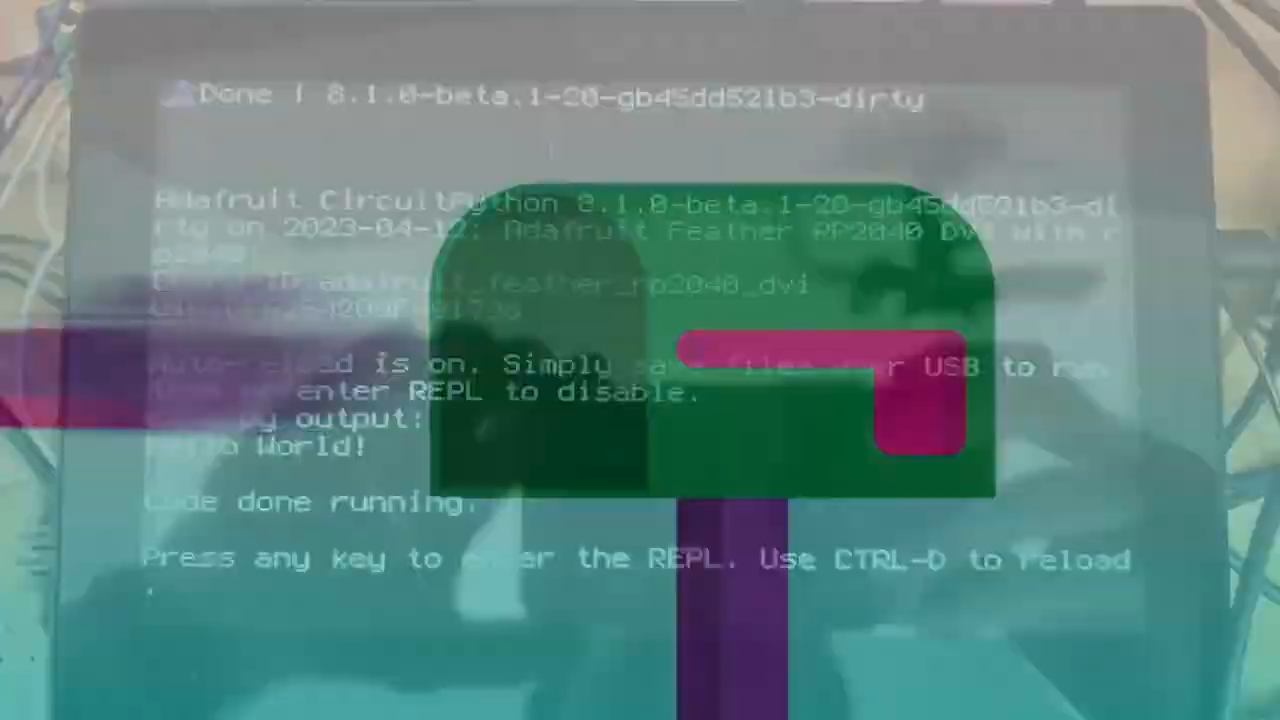 Done | 8.1.0-beta.1-20-gb45dd521b3-dirty
Adafruit CircuitPython 8.1.0-beta.1-20-gb45dd521b3-di
rty on 2023-04-12; Adafruit Feather RP2040 DVI with r
p2040
Board ID:adafruit_feather_rp2040_dvi
Auto-reload is on. Simply save files over USB to run
enter REPL to disable.
py output:
Hello World!
Code done running.
Press any key to enter the REPL. Use CTRL-D to reload
.